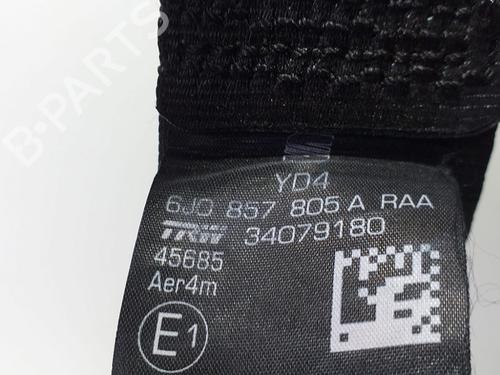 B-PARTS
YD4
6J0 857 805 A RAA
TRW 34079180
45685
Aer4m
E1